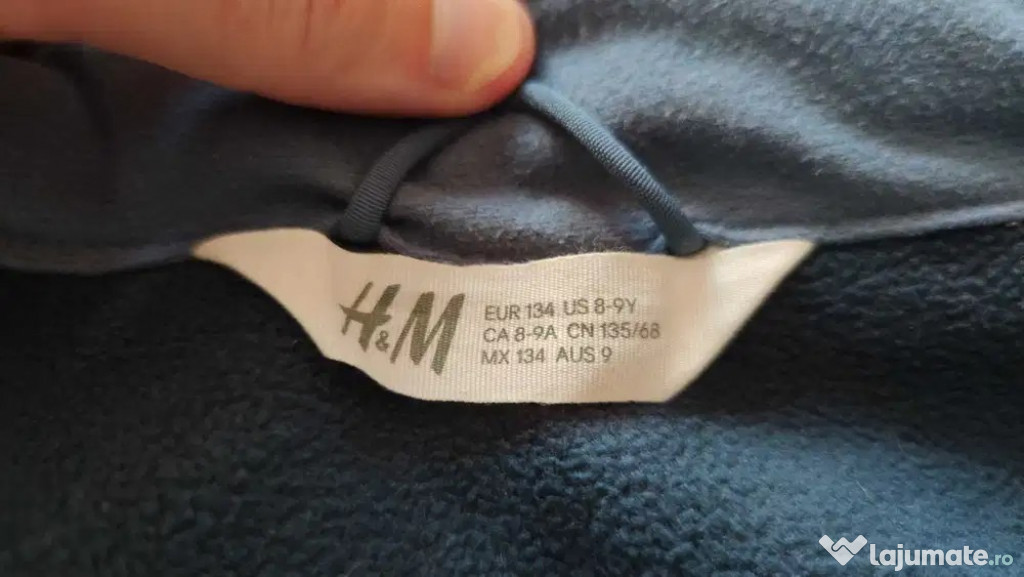 H&M
EUR 134 US 8-9Y
CA 8-9A CN 135/68
MX 134 AUS 9
lajumate.ro